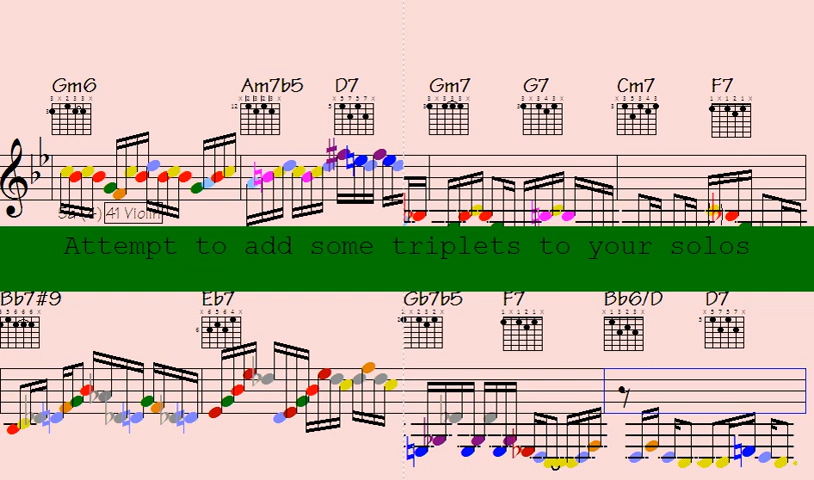 Gm6 Am7b5 D7 Gm7 G7 Cm7 F7
41 Violin
Attempt to add some triplets to your solos
Bb7#9 Eb7 Gb7b5 F7 Bb6/D D7